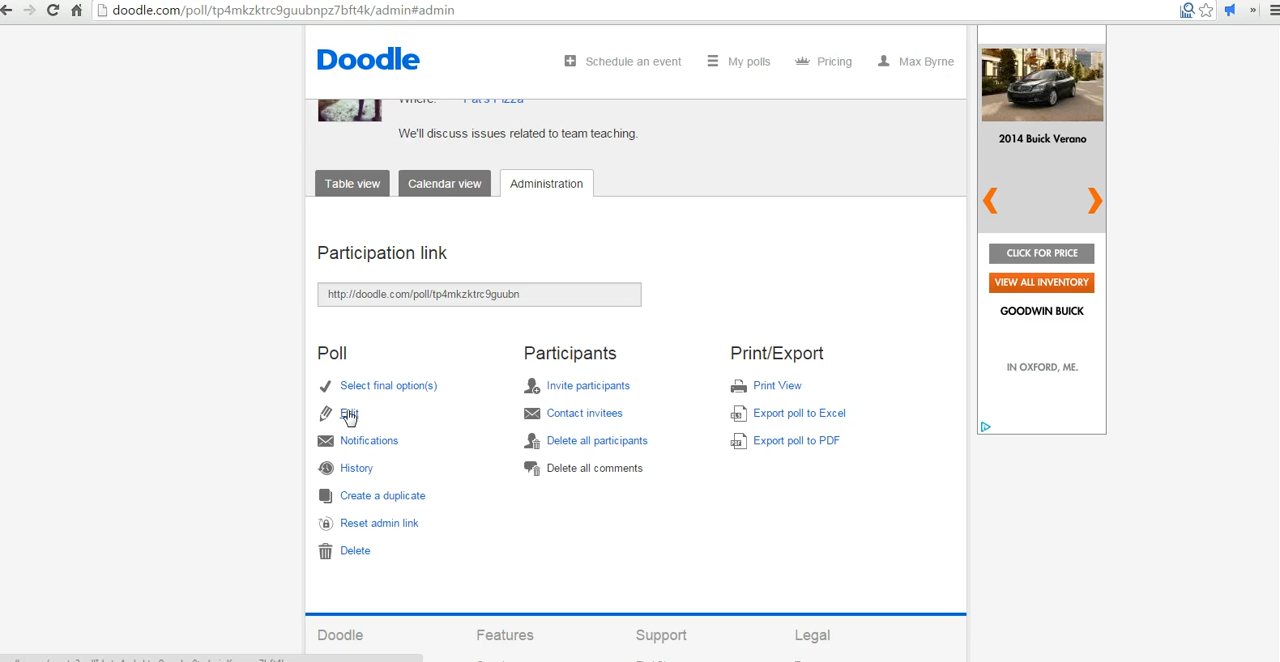 doodle.com/poll/tp4mkzktrc9guubnpz7bft4k/admin#admin
»
Doodle
Schedule an event
My polls
Pricing
Max Byrne
Where: Pat's Pizza
We'll discuss issues related to team teaching.
Table view
Calendar view
Administration
Participation link
http://doodle.com/poll/tp4mkzktrc9guubn
Poll
Select final option(s)
Edit
Notifications
History
Create a duplicate
Reset admin link
Delete
Participants
Invite participants
Contact invitees
Delete all participants
Delete all comments
Print/Export
Print View
Export poll to Excel
Export poll to PDF
2014 Buick Verano
CLICK FOR PRICE
VIEW ALL INVENTORY
GOODWIN BUICK
IN OXFORD, ME.
Doodle
Features
Support
Legal